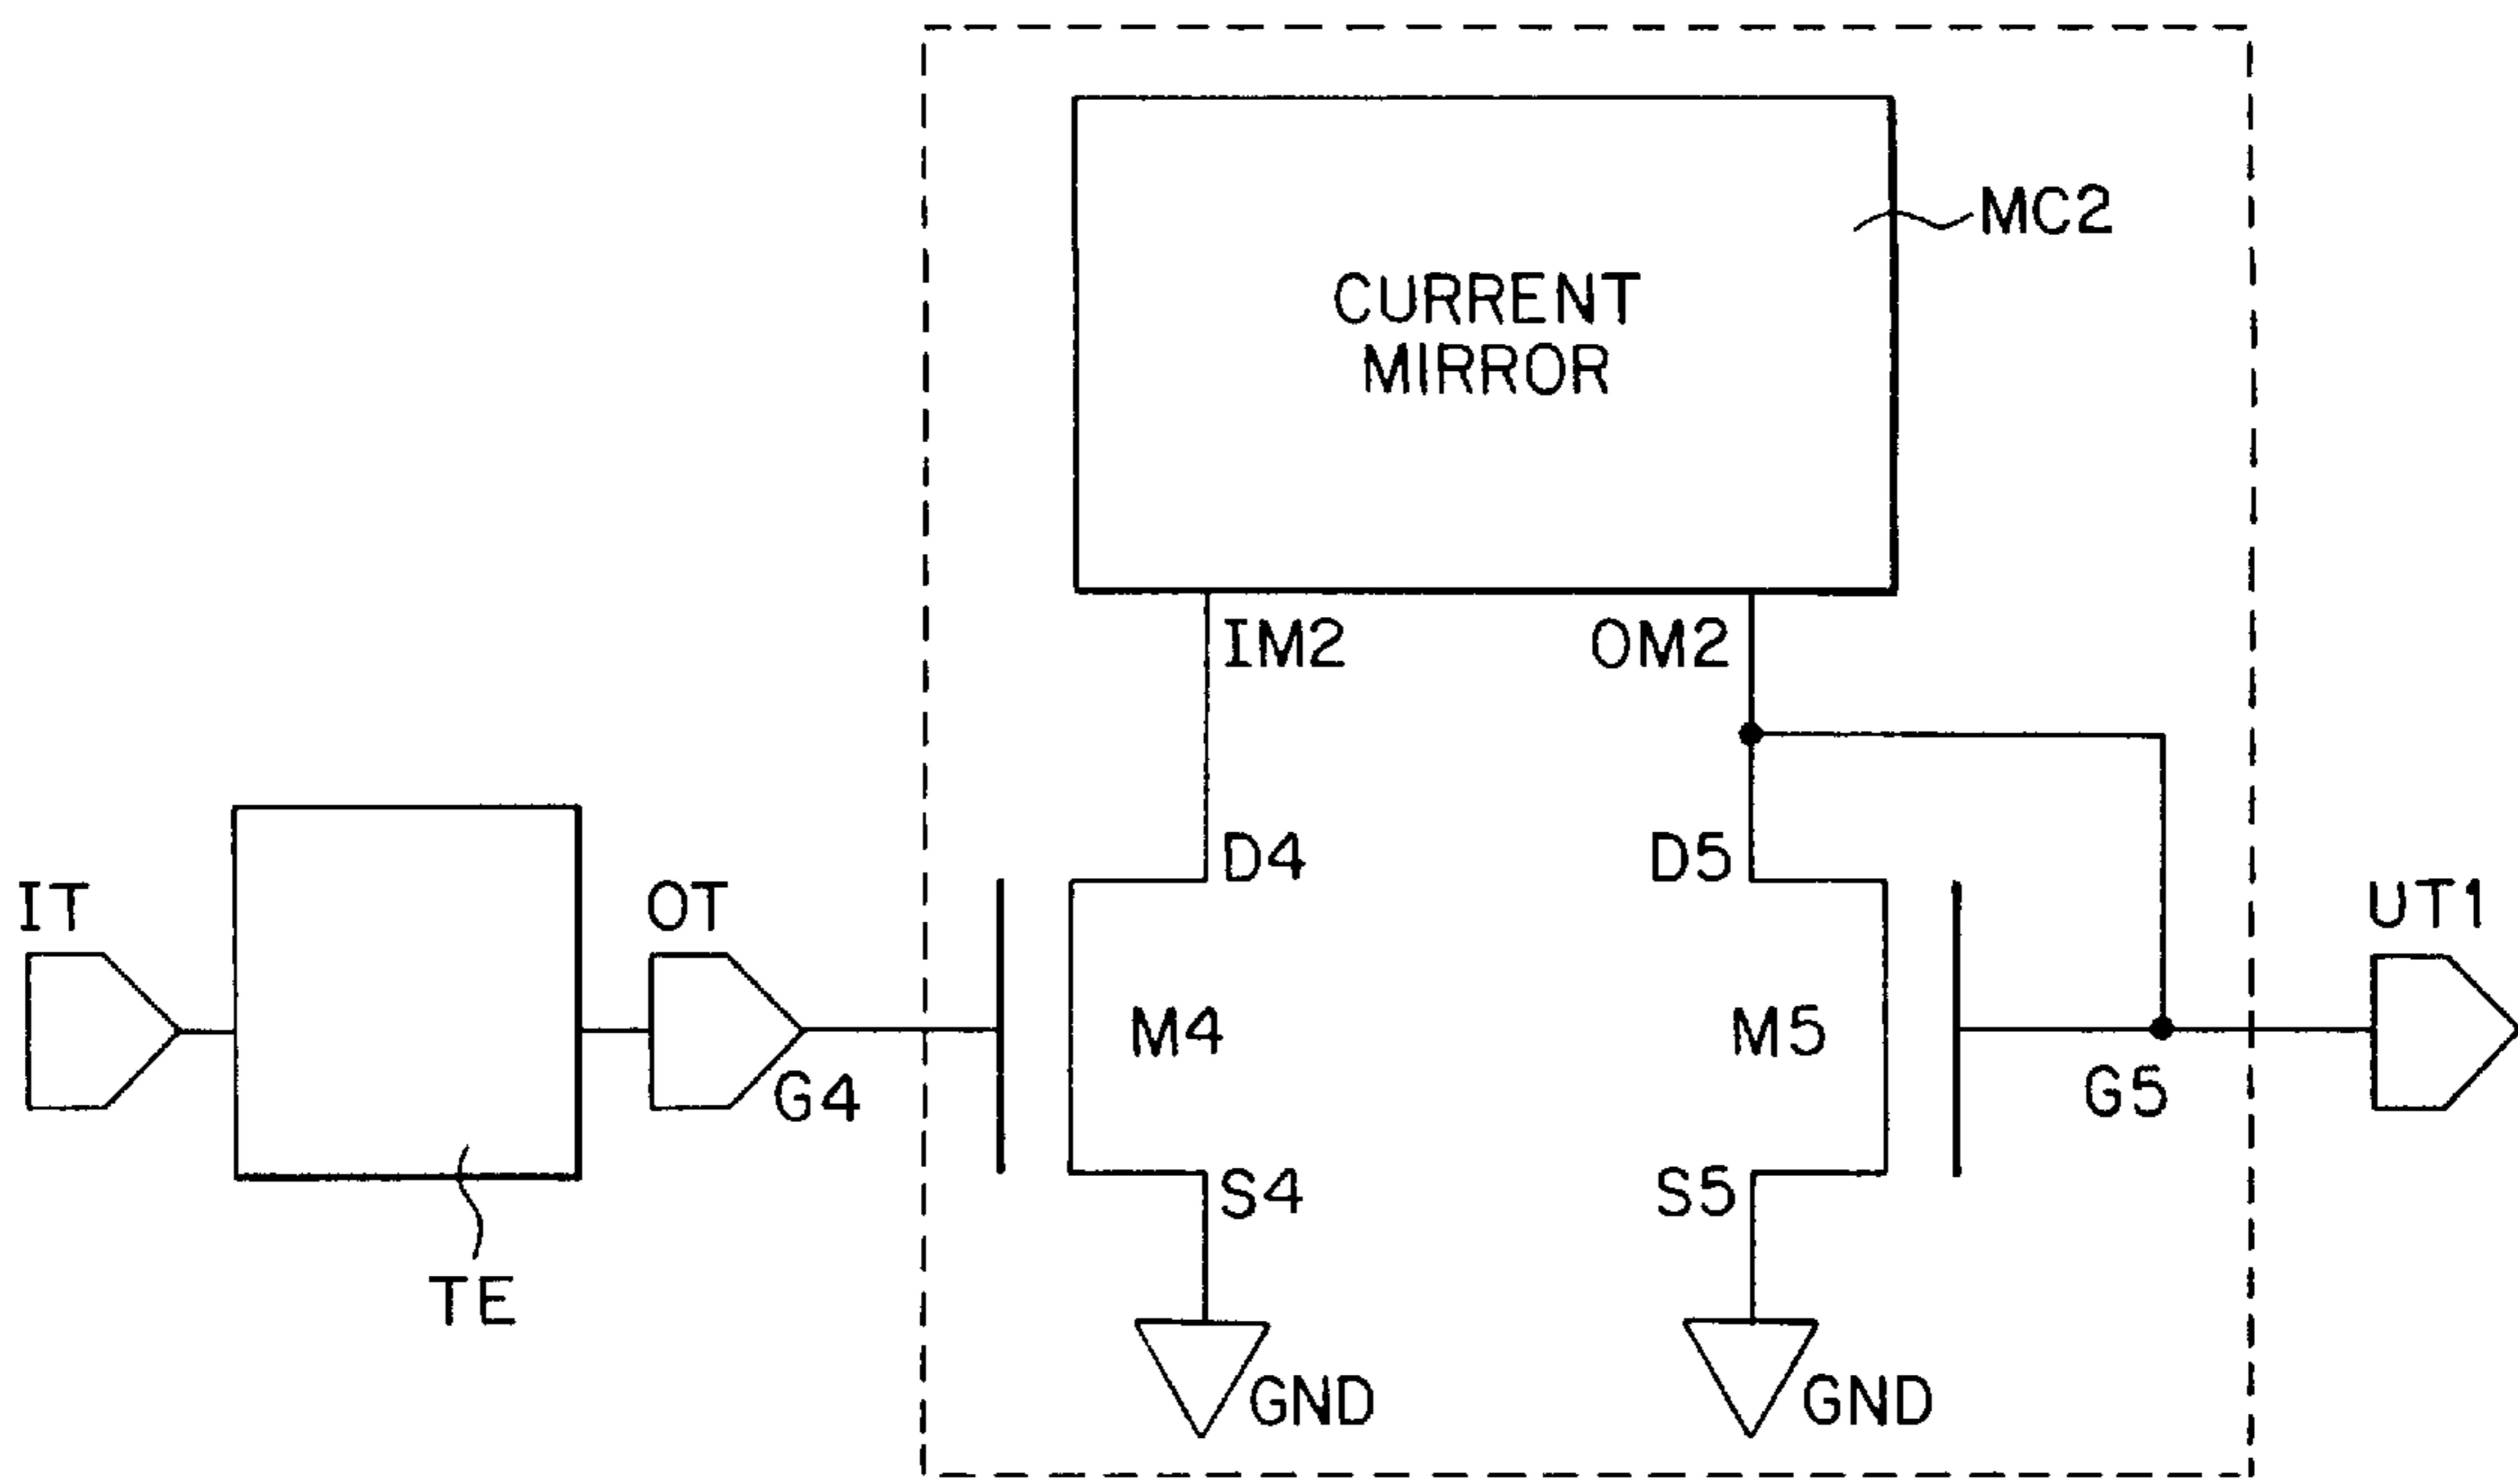 MC2
CURRENT
MIRROR
IM2
OM2
D4
D5
IT
OT
UT1
M4
M5
G4
G5
S4
S5
TE
GND
GND